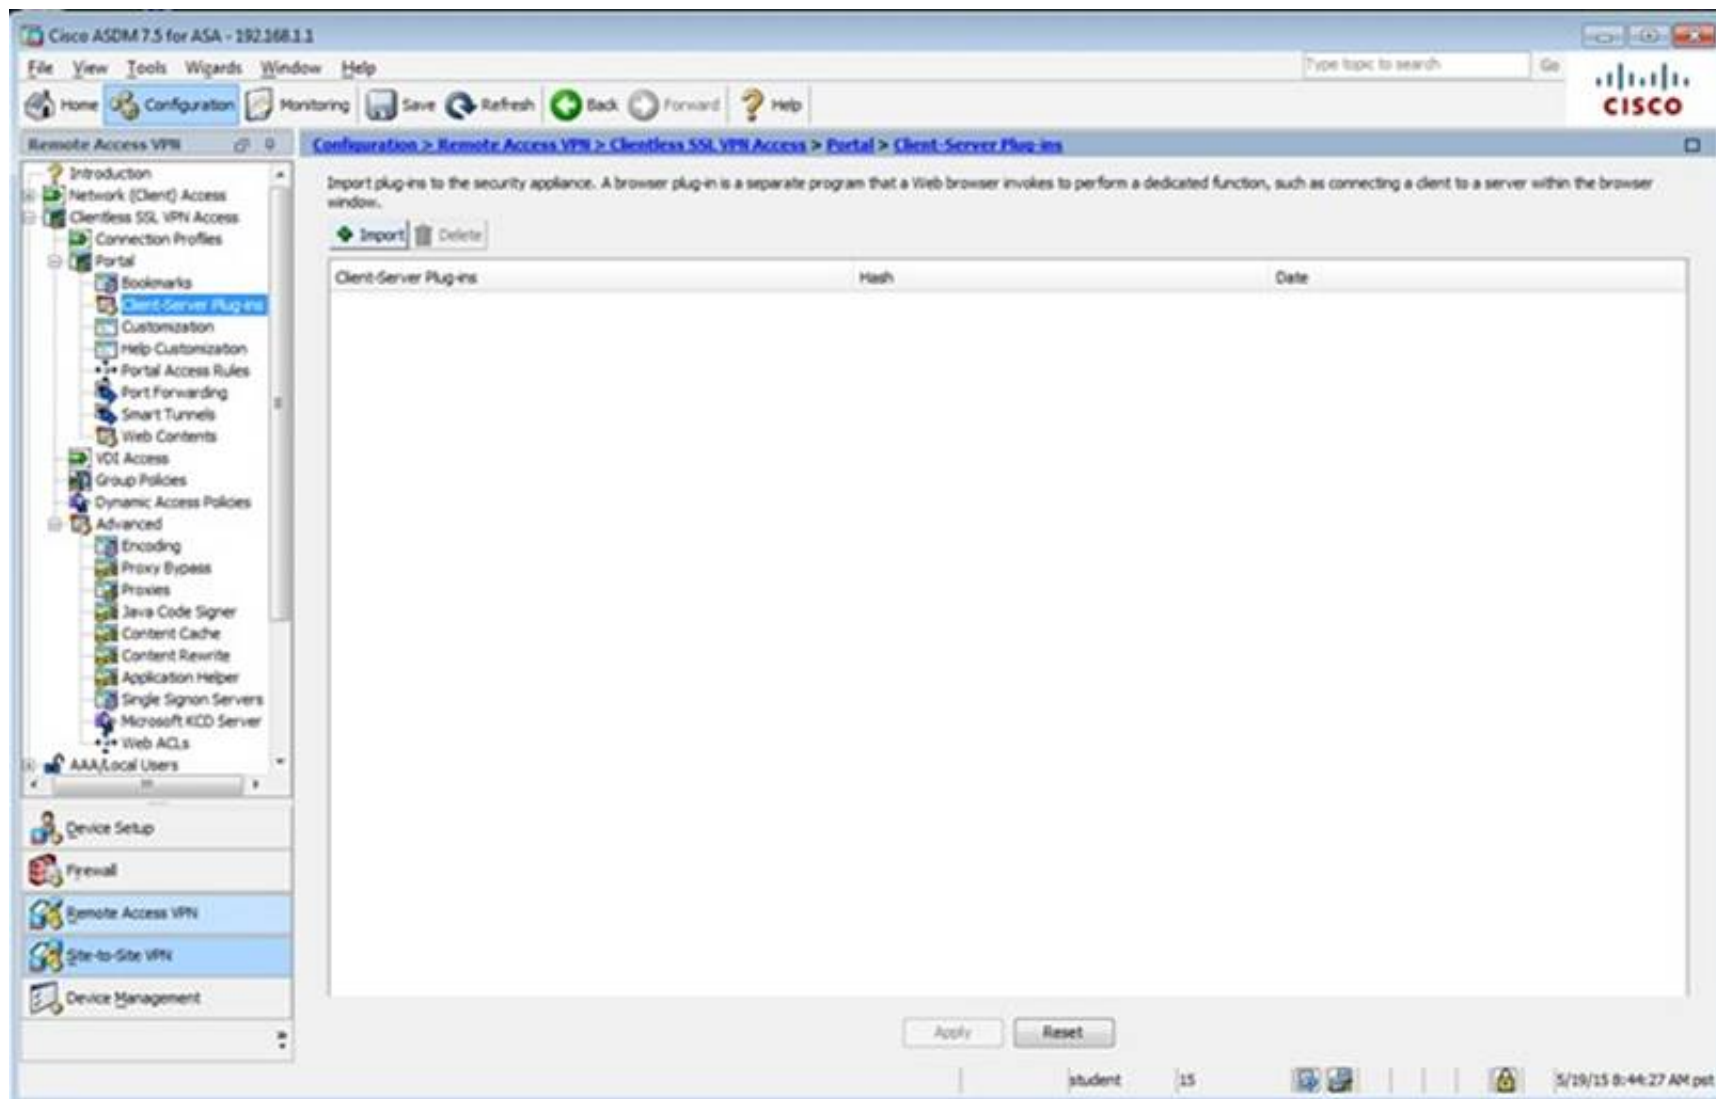 Cisco ASDM 7.5 for ASA - 192.168.1.1
File View Tools Wizards Window Help
Type topic to search Go
Home Configuration Monitoring Save Refresh Back Forward Help
CISCO
Remote Access VPN
Configuration > Remote Access VPN > Clientless SSL VPN Access > Portal > Client-Server Plug-ins
Introduction
Network (Client) Access
Clientless SSL VPN Access
Connection Profiles
Portal
Bookmarks
Client-Server Plug-ins
Customization
Help Customization
Portal Access Rules
Port Forwarding
Smart Tunnels
Web Contents
VDI Access
Group Policies
Dynamic Access Policies
Advanced
Encoding
Proxy Bypass
Proxies
Java Code Signer
Content Cache
Content Rewrite
Application Helper
Single Signon Servers
Microsoft KCD Server
Web ACLs
AAA/Local Users
Device Setup
Firewall
Remote Access VPN
Site-to-Site VPN
Device Management
Import plug-ins to the security appliance. A browser plug-in is a separate program that a Web browser invokes to perform a dedicated function, such as connecting a client to a server within the browser
window.
Import Delete
Client-Server Plug-ins Hash Date
Apply Reset
student 15 5/19/15 8:44:27 AM pst